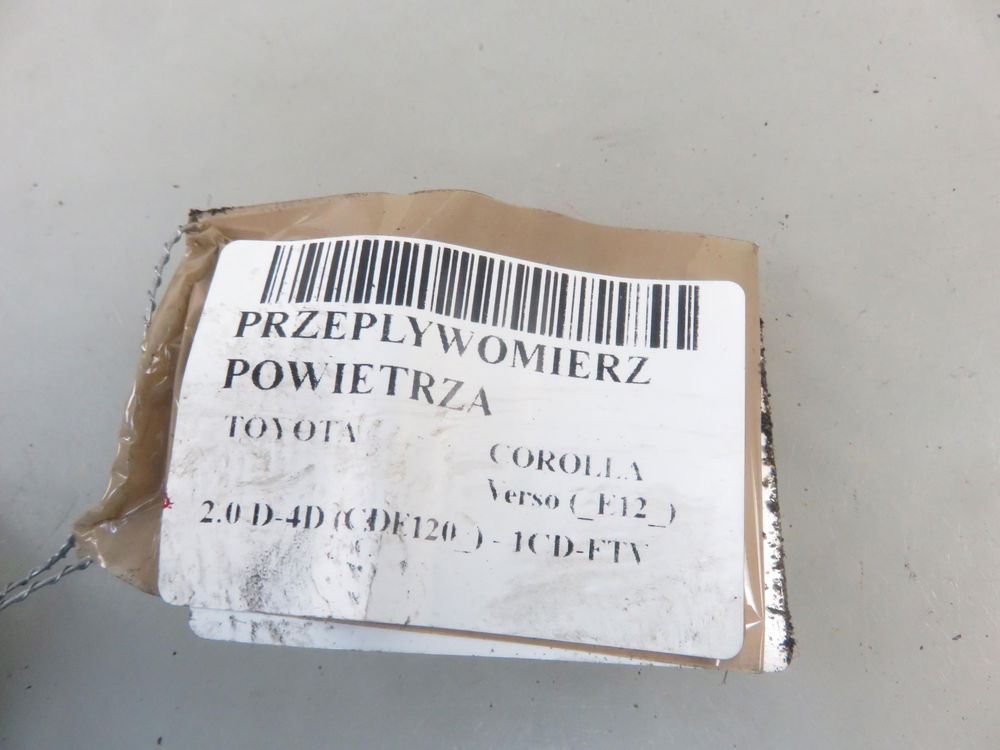 PRZEPLYWOMIERZ
POWIETRZA
TOYOTA
COROLLA
Verso (_E12_)
2.0 D-4D (CDE120_) - 1CD-FTV